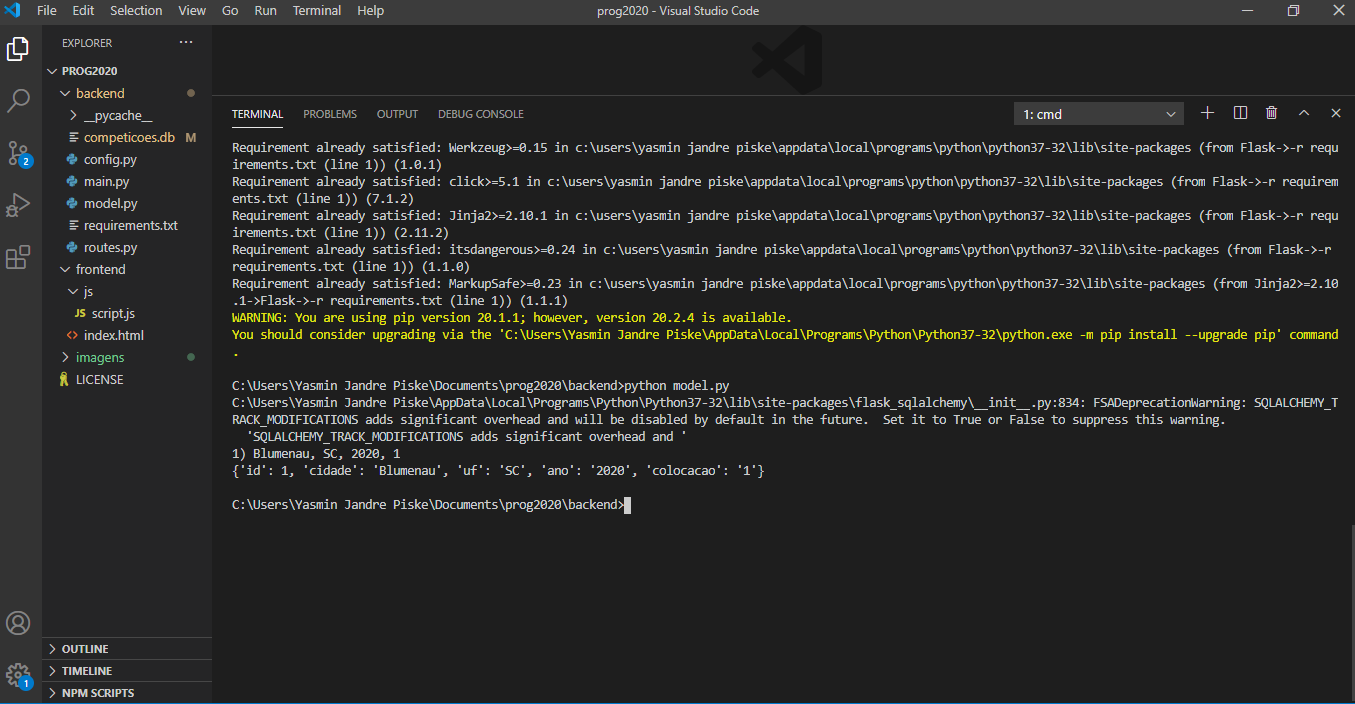 File Edit Selection View Go Run Terminal Help prog2020 - Visual Studio Code
EXPLORER ...
PROG2020
backend
__pycache__
competicoes.db M
config.py
main.py
model.py
requirements.txt
routes.py
frontend
js
JS script.js
<> index.html
imagens
LICENSE
OUTLINE
TIMELINE
NPM SCRIPTS
2
1
TERMINAL PROBLEMS OUTPUT DEBUG CONSOLE 1: cmd
Requirement already satisfied: Werkzeug>=0.15 in c:\users\yasmin jandre piske\appdata\local\programs\python\python37-32\lib\site-packages (from Flask->-r requ
irements.txt (line 1)) (1.0.1)
Requirement already satisfied: click>=5.1 in c:\users\yasmin jandre piske\appdata\local\programs\python\python37-32\lib\site-packages (from Flask->-r requirem
ents.txt (line 1)) (7.1.2)
Requirement already satisfied: Jinja2>=2.10.1 in c:\users\yasmin jandre piske\appdata\local\programs\python\python37-32\lib\site-packages (from Flask->-r requ
irements.txt (line 1)) (2.11.2)
Requirement already satisfied: itsdangerous>=0.24 in c:\users\yasmin jandre piske\appdata\local\programs\python\python37-32\lib\site-packages (from Flask->-r
requirements.txt (line 1)) (1.1.0)
Requirement already satisfied: MarkupSafe>=0.23 in c:\users\yasmin jandre piske\appdata\local\programs\python\python37-32\lib\site-packages (from Jinja2>=2.10
.1->Flask->-r requirements.txt (line 1)) (1.1.1)
WARNING: You are using pip version 20.1.1; however, version 20.2.4 is available.
You should consider upgrading via the 'C:\Users\Yasmin Jandre Piske\AppData\Local\Programs\Python\Python37-32\python.exe -m pip install --upgrade pip' command
.
C:\Users\Yasmin Jandre Piske\Documents\prog2020\backend>python model.py
C:\Users\Yasmin Jandre Piske\AppData\Local\Programs\Python\Python37-32\lib\site-packages\flask_sqlalchemy\__init__.py:834: FSADeprecationWarning: SQLALCHEMY_T
RACK_MODIFICATIONS adds significant overhead and will be disabled by default in the future.  Set it to True or False to suppress this warning.
  'SQLALCHEMY_TRACK_MODIFICATIONS adds significant overhead and '
1) Blumenau, SC, 2020, 1
{'id': 1, 'cidade': 'Blumenau', 'uf': 'SC', 'ano': '2020', 'colocacao': '1'}
C:\Users\Yasmin Jandre Piske\Documents\prog2020\backend>